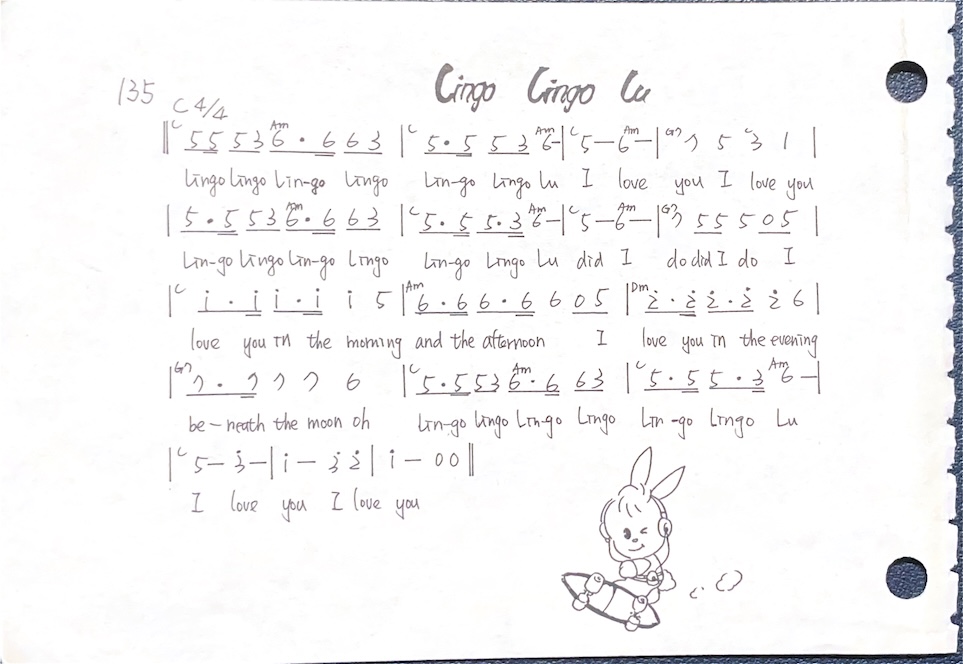 Lingo Lingo Lu
135
C 4/4
‖ C 5 5 5 3 Am 6 · 6 6 3 | C 5 · 5 5 3 Am 6 – | C 5 – Am 6 – | G7 7 5 C 3 1 |
Lingo Lingo Lin-go Lingo Lin-go Lingo Lu I love you I love you
| 5 · 5 5 3 Am 6 · 6 6 3 | C 5 · 5 5 · 3 Am 6 – | C 5 – Am 6 – | G7 7 5 5 5 0 5 |
Lin-go Lingo Lin-go Lingo Lin-go Lingo Lu did I do did I do I
| C i · i i · i i 5 | Am 6 · 6 6 · 6 6 0 5 | Dm 2̇ · 2̇ 2̇ · 2̇ 2̇ 6 |
love you in the morning and the afternoon I love you in the evening
| G7 7 · 7 7 7 6 | C 5 · 5 5 3 Am 6 · 6 6 3 | C 5 · 5 5 · 3 Am 6 – |
be-neath the moon oh Lin-go Lingo Lin-go Lingo Lin-go Lingo Lu
| C 5 – 3̇ – | i – 3̇ 2̇ | i – 0 0 ‖
I love you I love you